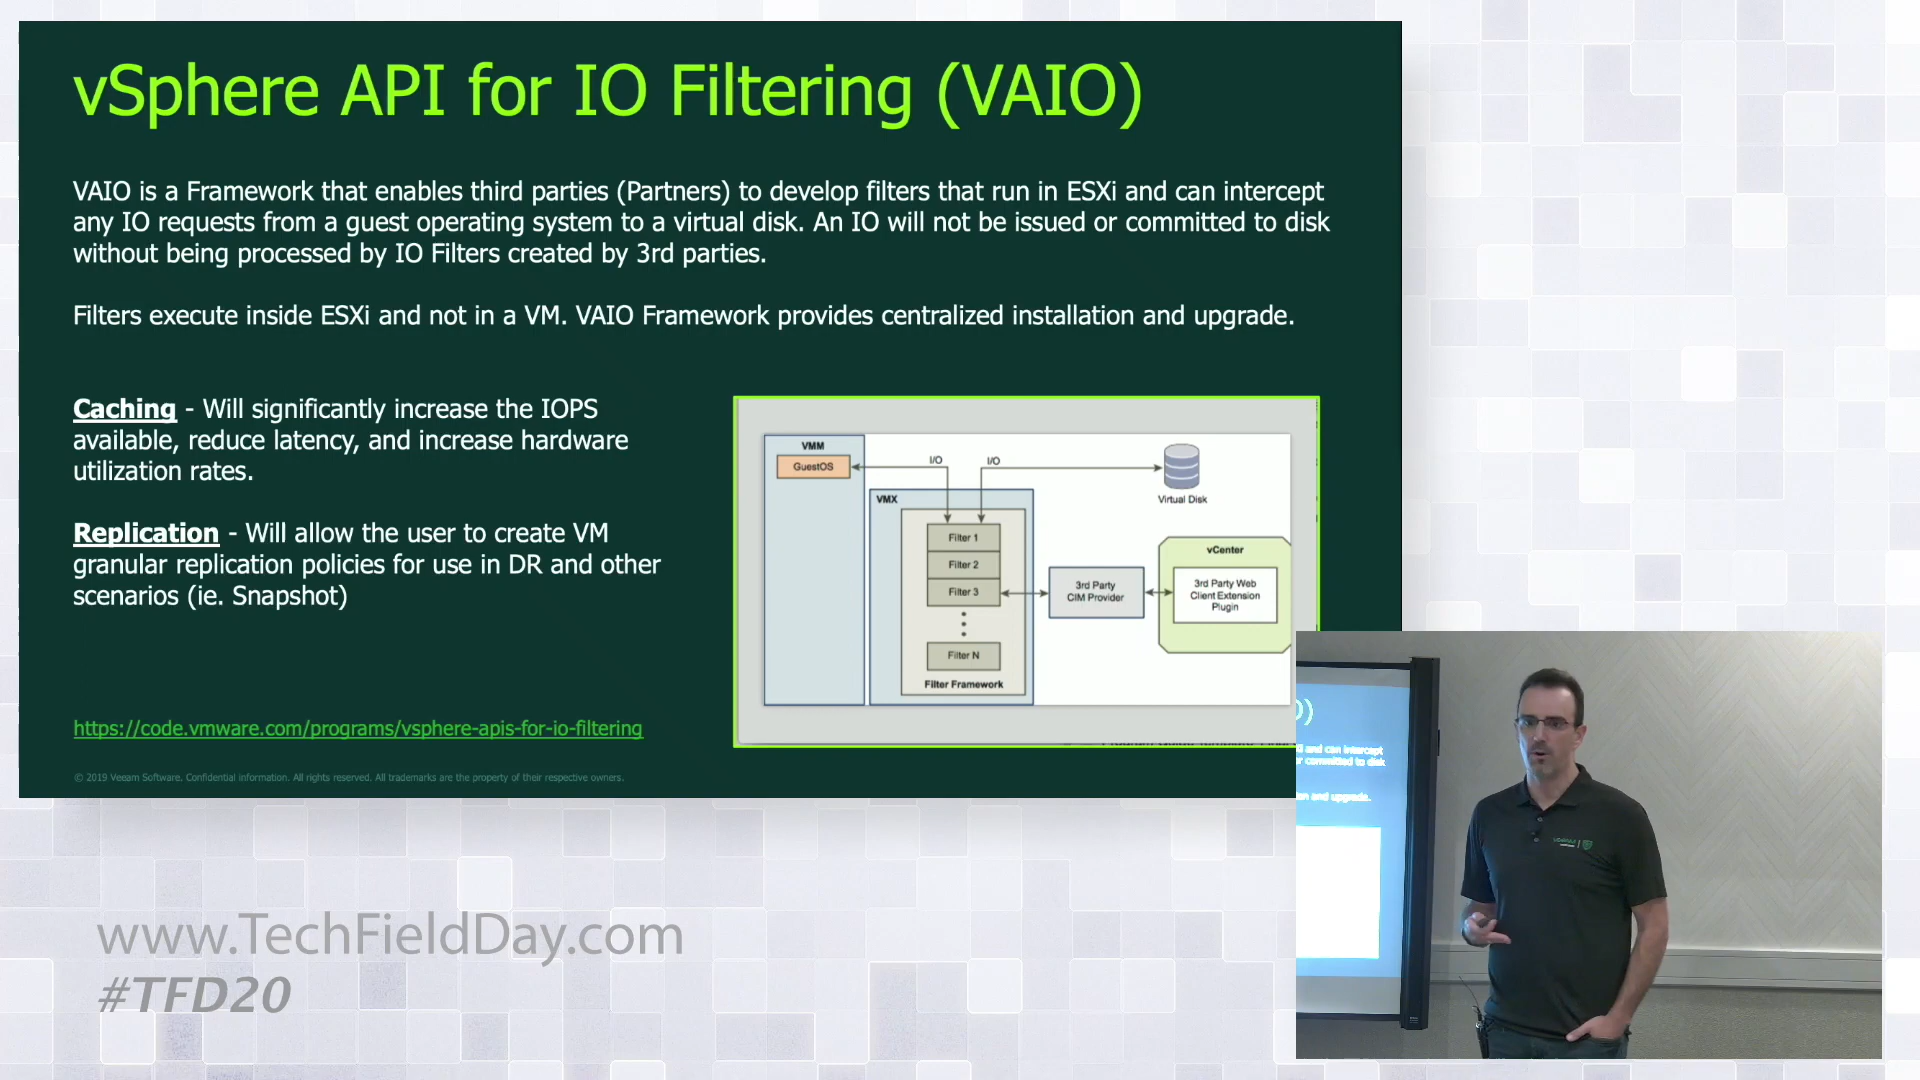 vSphere API for IO Filtering (VAIO)
VAIO is a Framework that enables third parties (Partners) to develop filters that run in ESXi and can intercept
any IO requests from a guest operating system to a virtual disk. An IO will not be issued or committed to disk
without being processed by IO Filters created by 3rd parties.
Filters execute inside ESXi and not in a VM. VAIO Framework provides centralized installation and upgrade.
Caching - Will significantly increase the IOPS
available, reduce latency, and increase hardware
utilization rates.
Replication - Will allow the user to create VM
granular replication policies for use in DR and other
scenarios (ie. Snapshot)
https://code.vmware.com/programs/vsphere-apis-for-io-filtering
© 2019 Veeam Software. Confidential information. All rights reserved. All trademarks are the property of their respective owners.
VMM
GuestOS
I/O
I/O
Virtual Disk
VMX
Filter 1
Filter 2
Filter 3
Filter N
Filter Framework
3rd Party
CIM Provider
vCenter
3rd Party Web
Client Extension
Plugin
and can intercept
committed to disk
and upgrade.
www.TechFieldDay.com
#TFD20